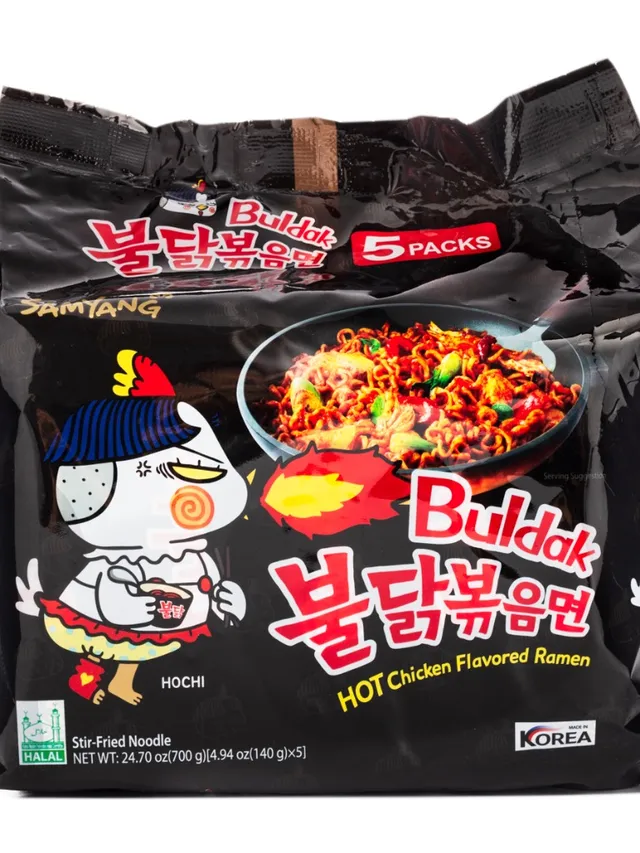 Buldak
불닭볶음면
5 PACKS
SAMYANG
Serving Suggestion
불닭
Buldak
불닭볶음면
HOT Chicken Flavored Ramen
HOCHI
HALAL
Stir-Fried Noodle
NET WT: 24.70 oz(700 g)[4.94 oz(140 g)×5]
MADE IN
KOREA